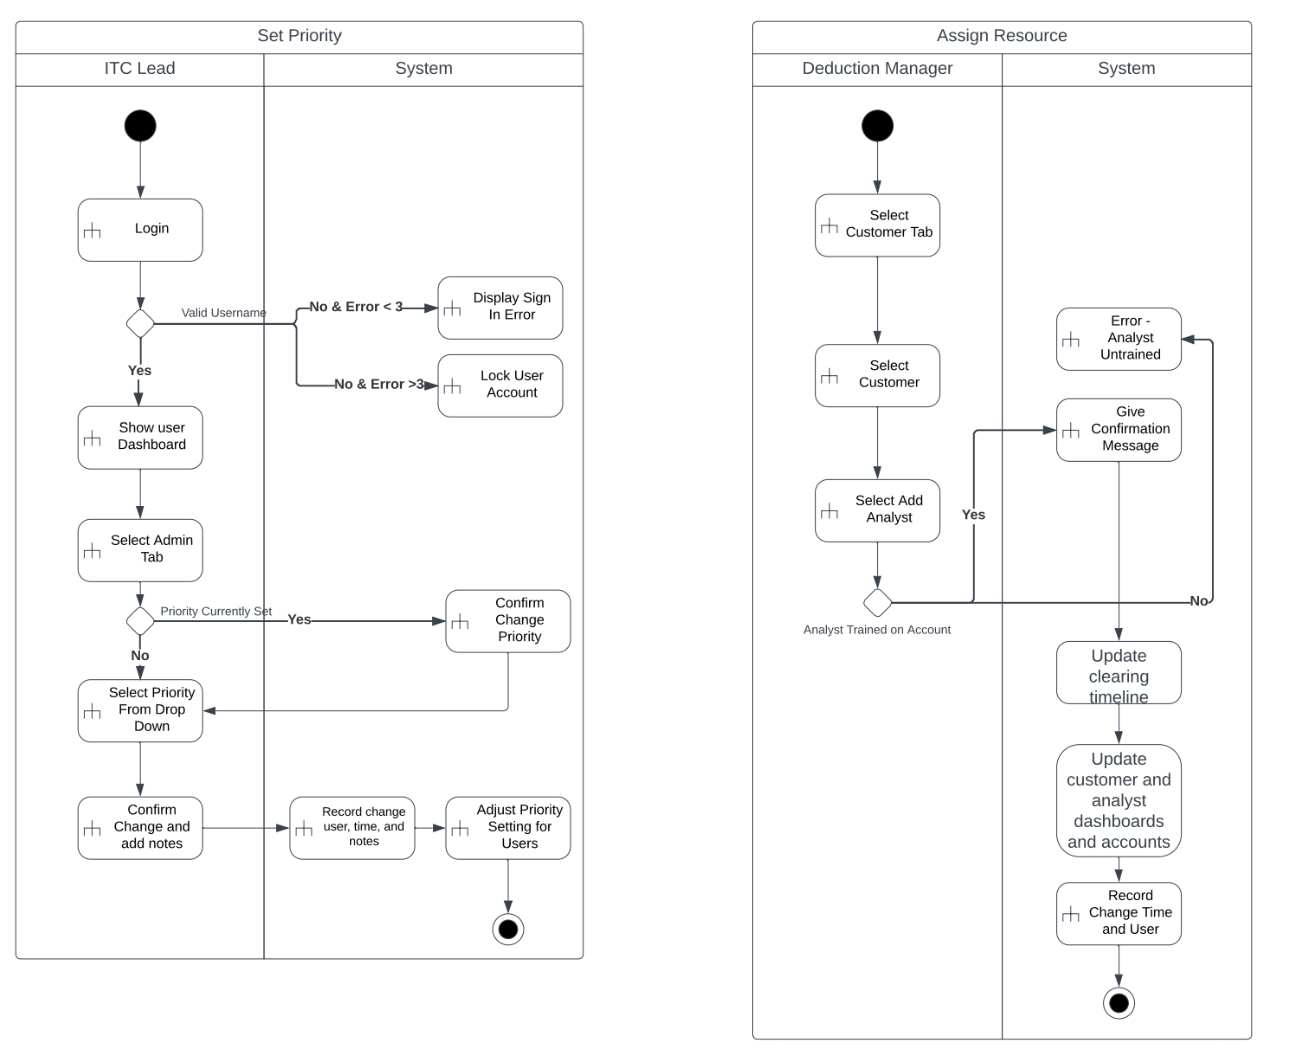 Set Priority
ITC Lead
System
Login
Valid Username
No & Error < 3
Display Sign
In Error
No & Error >3
Lock User
Account
Yes
Show user
Dashboard
Select Admin
Tab
Priority Currently Set
Yes
Confirm
Change
Priority
No
Select Priority
From Drop
Down
Confirm
Change and
add notes
Record change
user, time, and
notes
Adjust Priority
Setting for
Users
Assign Resource
Deduction Manager
System
Select
Customer Tab
Select
Customer
Select Add
Analyst
Analyst Trained on Account
Yes
No
Error -
Analyst
Untrained
Give
Confirmation
Message
Update
clearing
timeline
Update
customer and
analyst
dashboards
and accounts
Record
Change Time
and User